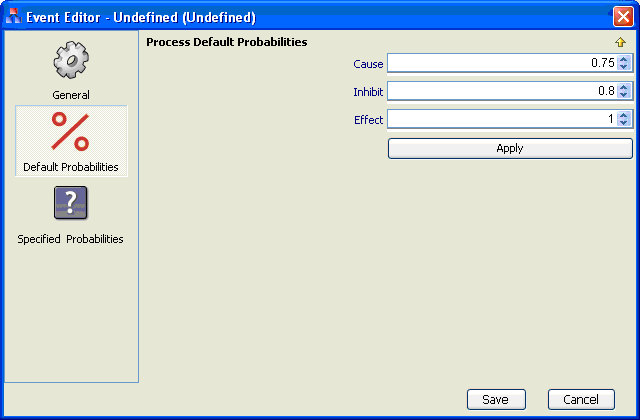 Event Editor - Undefined (Undefined)
General
Default Probabilities
Specified Probabilities
Process Default Probabilities
Cause 0.75
Inhibit 0.8
Effect 1
Apply
Save Cancel